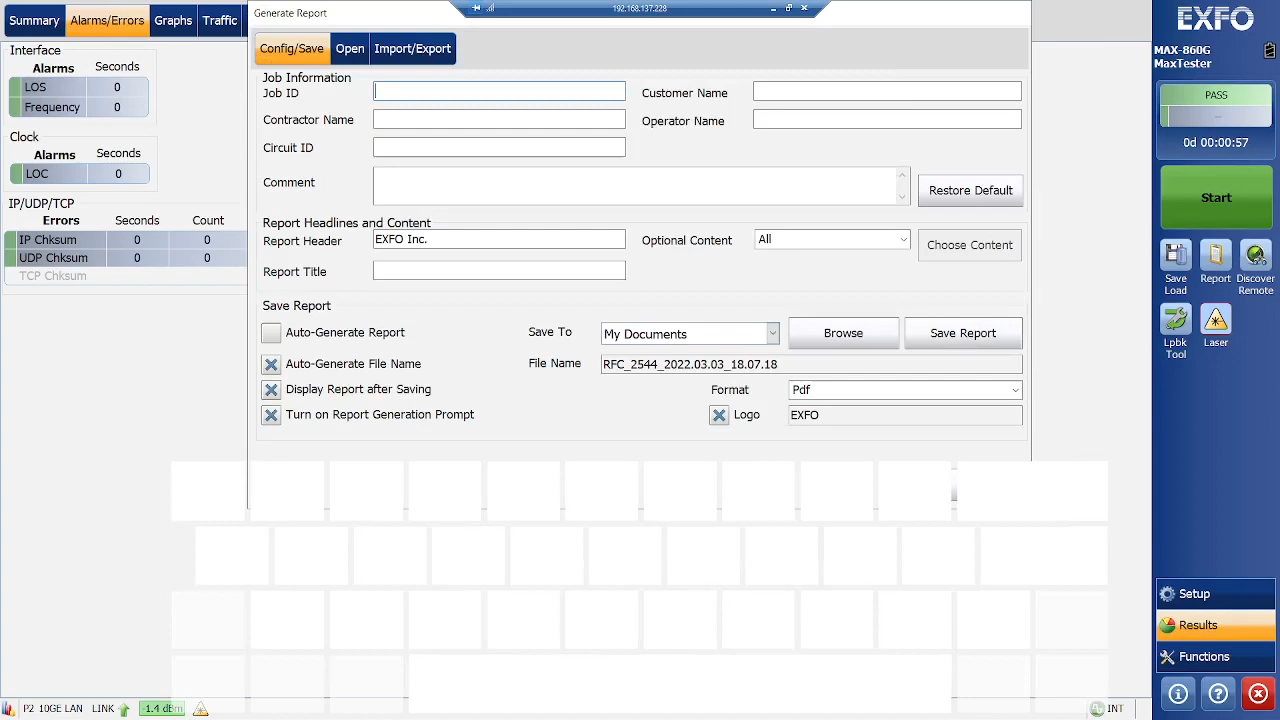 192.168.137.228
Summary
Alarms/Errors
Graphs
Traffic
Generate Report
Config/Save
Open
Import/Export
Interface
Alarms Seconds
LOS 0
Frequency 0
Clock
Alarms Seconds
LOC 0
IP/UDP/TCP
Errors Seconds Count
IP Chksum 0 0
UDP Chksum 0 0
TCP Chksum
Job Information
Job ID
Customer Name
Contractor Name
Operator Name
Circuit ID
Comment
Restore Default
Report Headlines and Content
Report Header EXFO Inc.
Optional Content All
Choose Content
Report Title
Save Report
Auto-Generate Report
Save To My Documents
Browse
Save Report
Auto-Generate File Name
File Name RFC_2544_2022.03.03_18.07.18
Display Report after Saving
Format Pdf
Turn on Report Generation Prompt
Logo EXFO
EXFO
MAX-860G
MaxTester
PASS
--
0d 00:00:57
Start
Save
Load
Report
Discover
Remote
Lpbk
Tool
Laser
Setup
Results
Functions
P2 10GE LAN LINK -1.4 dBm
INT